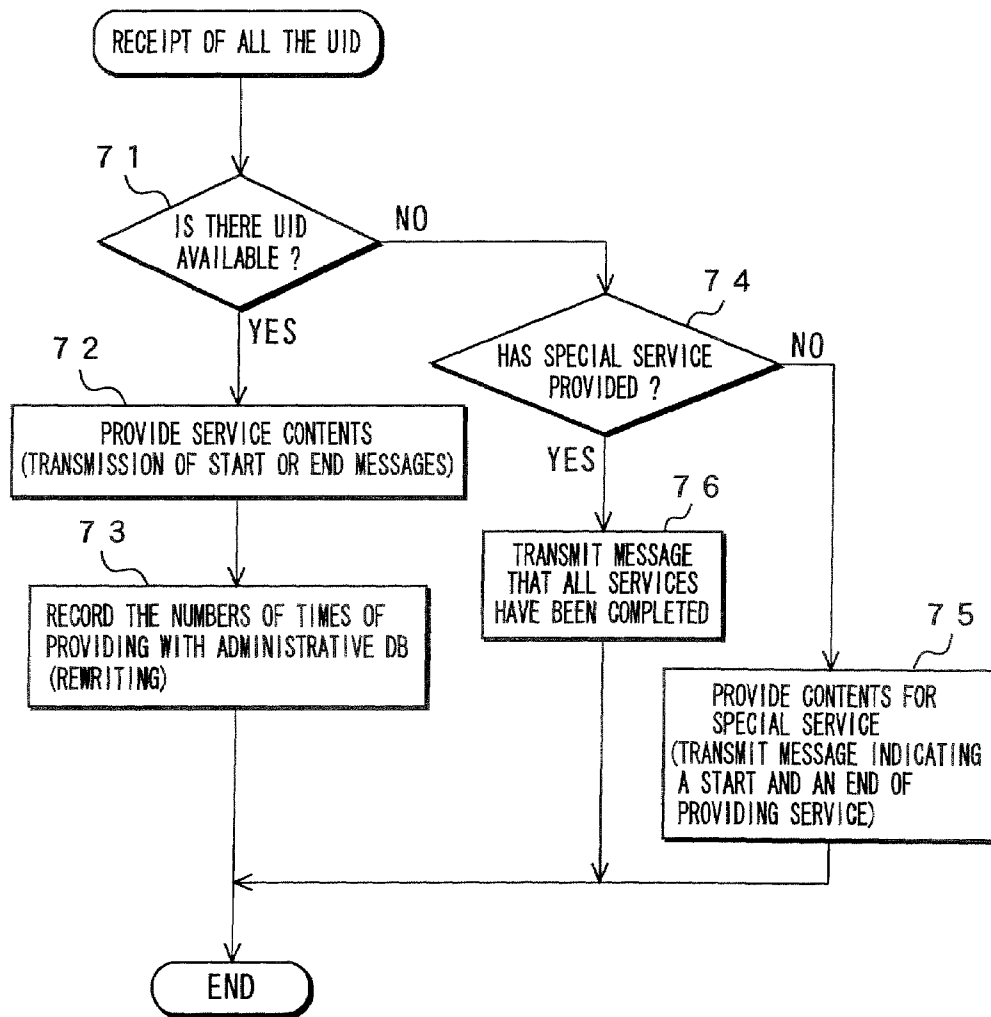 RECEIPT OF ALL THE UID
7 1
IS THERE UID
AVAILABLE ?
NO
YES
7 2
PROVIDE SERVICE CONTENTS
(TRANSMISSION OF START OR END MESSAGES)
7 3
RECORD THE NUMBERS OF TIMES OF
PROVIDING WITH ADMINISTRATIVE DB
(REWRITING)
7 4
HAS SPECIAL SERVICE
PROVIDED ?
NO
YES
7 6
TRANSMIT MESSAGE
THAT ALL SERVICES
HAVE BEEN COMPLETED
7 5
PROVIDE CONTENTS FOR
SPECIAL SERVICE
(TRANSMIT MESSAGE INDICATING
A START AND AN END OF
PROVIDING SERVICE)
END